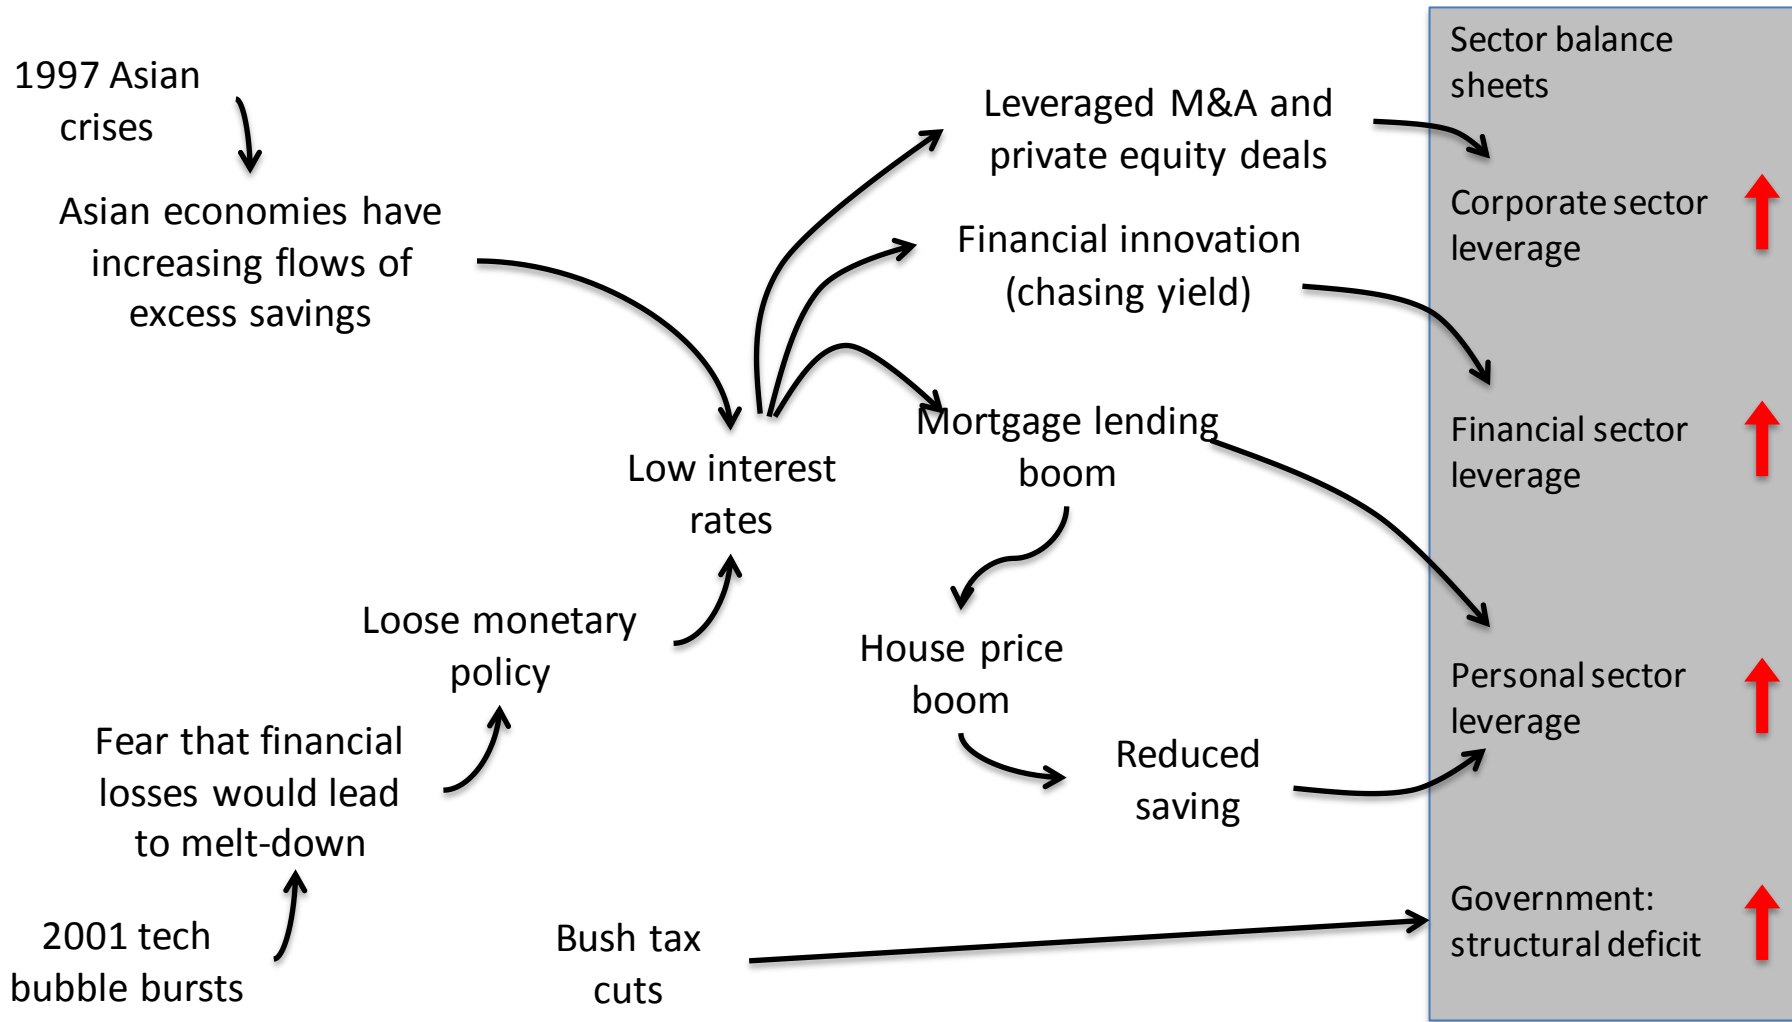 1997 Asian
crises
Asian economies have
increasing flows of
excess savings
Low interest
rates
Loose monetary
policy
Fear that financial
losses would lead
to melt-down
2001 tech
bubble bursts
Bush tax
cuts
Leveraged M&A and
private equity deals
Financial innovation
(chasing yield)
Mortgage lending
boom
House price
boom
Reduced
saving
Sector balance
sheets
Corporate sector
leverage
Financial sector
leverage
Personal sector
leverage
Government:
structural deficit